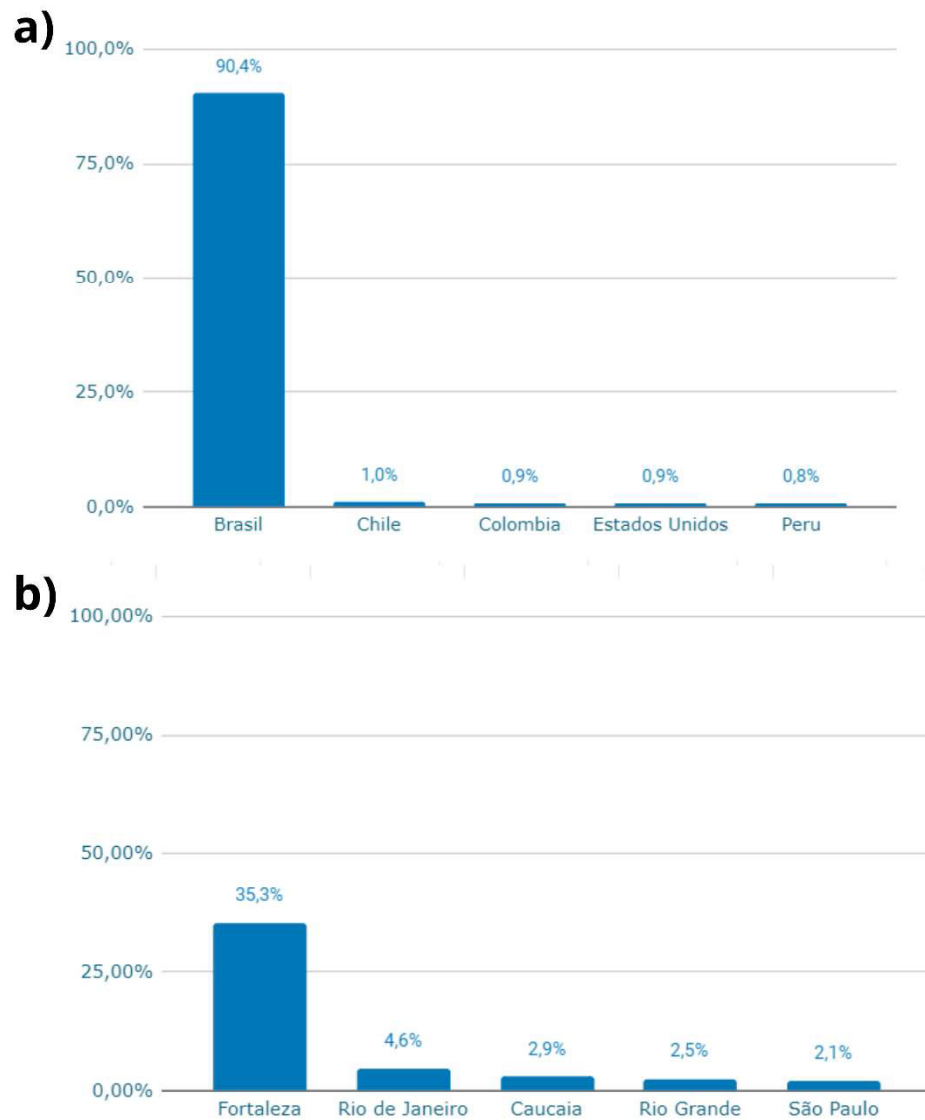 a)
100,0%
90,4%
75,0%
50,0%
25,0%
1,0% 0,9% 0,9% 0,8%
0,0%
Brasil Chile Colombia Estados Unidos Peru
b)
100,00%
75,00%
50,00%
35,3%
25,00%
4,6% 2,9% 2,5% 2,1%
0,00%
Fortaleza Rio de Janeiro Caucaia Rio Grande São Paulo